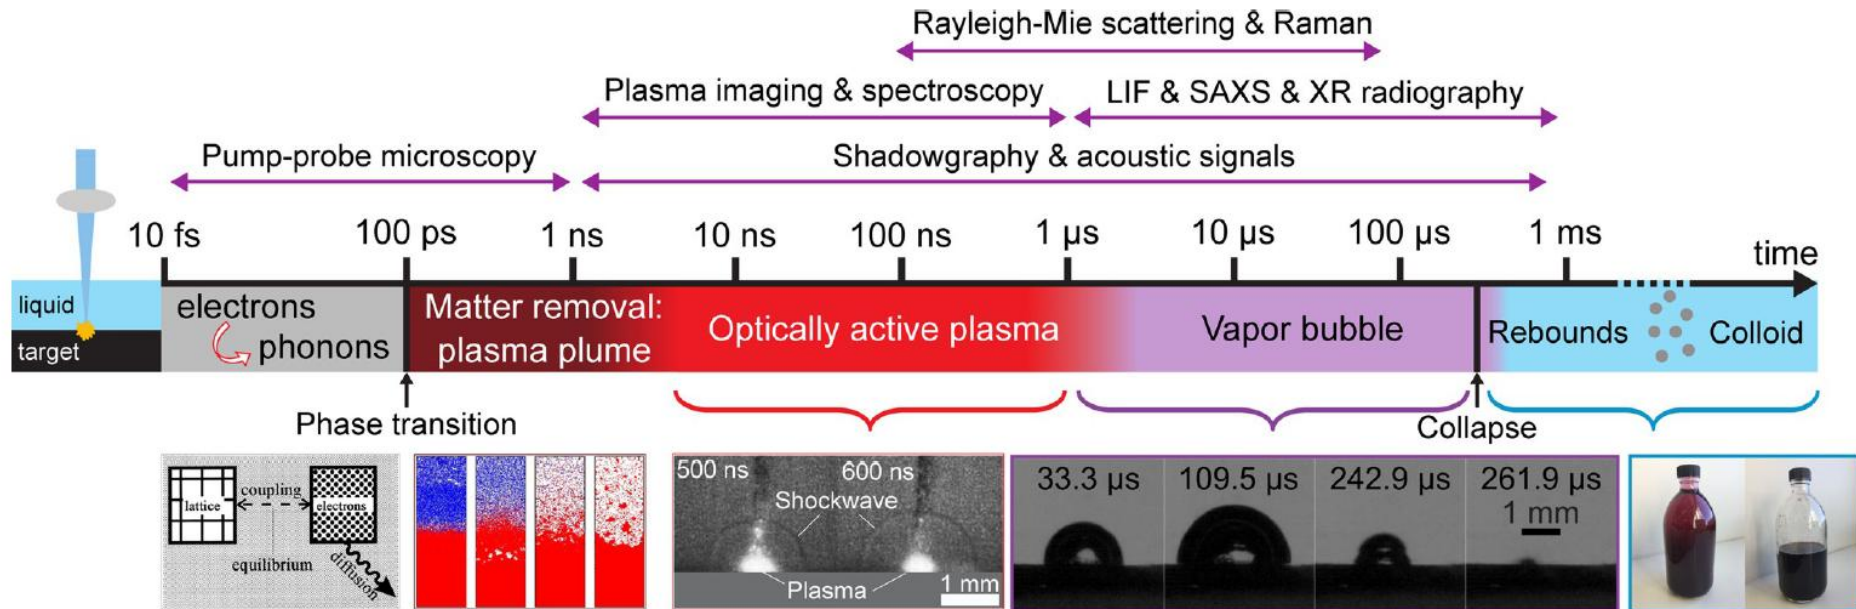 Rayleigh-Mie scattering & Raman
Plasma imaging & spectroscopy
LIF & SAXS & XR radiography
Pump-probe microscopy
Shadowgraphy & acoustic signals
10 fs
100 ps
1 ns
10 ns
100 ns
1 µs
10 µs
100 µs
1 ms
time
liquid
target
electrons
phonons
Matter removal:
plasma plume
Optically active plasma
Vapor bubble
Rebounds
Colloid
Phase transition
Collapse
lattice
coupling
electrons
equilibrium
diffusion
500 ns
600 ns
Shockwave
Plasma
1 mm
33.3 µs
109.5 µs
242.9 µs
261.9 µs
1 mm